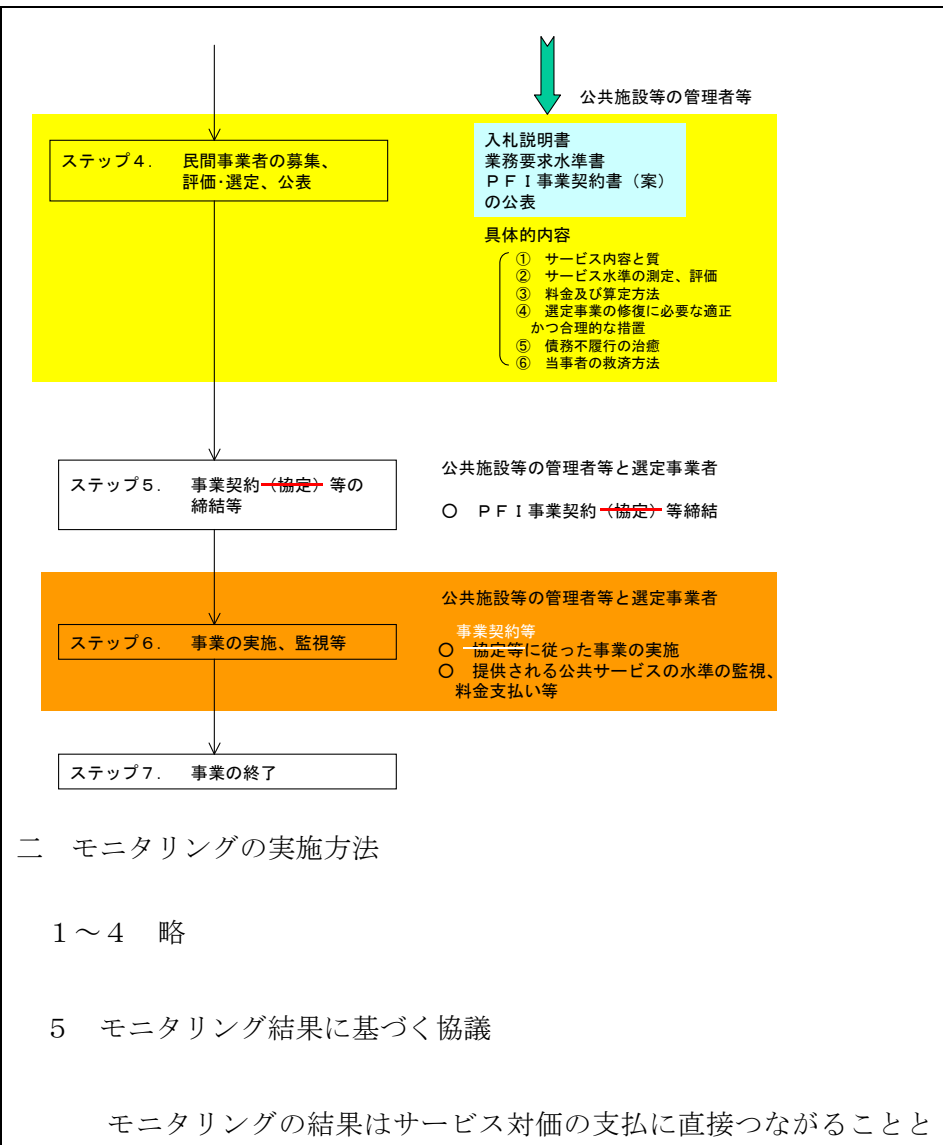 公共施設等の管理者等
ステップ４．　民間事業者の募集、
評価・選定、公表
入札説明書
業務要求水準書
ＰＦＩ事業契約書（案）
の公表
具体的内容
①　サービス内容と質
②　サービス水準の測定、評価
③　料金及び算定方法
④　選定事業の修復に必要な適正
かつ合理的な措置
⑤　債務不履行の治癒
⑥　当事者の救済方法
ステップ５．　事業契約（協定）等の
締結等
公共施設等の管理者等と選定事業者
○　ＰＦＩ事業契約（協定）等締結
ステップ６．　事業の実施、監視等
公共施設等の管理者等と選定事業者
事業契約等
○　協定等に従った事業の実施
○　提供される公共サービスの水準の監視、
料金支払い等
ステップ７．　事業の終了
二　モニタリングの実施方法
１～４　略
５　モニタリング結果に基づく協議
モニタリングの結果はサービス対価の支払に直接つながることと